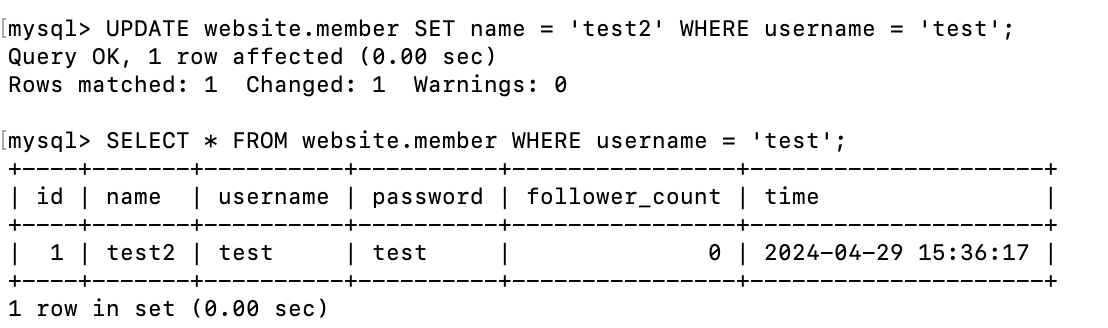 [mysql> UPDATE website.member SET name = 'test2' WHERE username = 'test';
Query OK, 1 row affected (0.00 sec)
Rows matched: 1  Changed: 1  Warnings: 0
[mysql> SELECT * FROM website.member WHERE username = 'test';
+----+-------+----------+----------+----------------+---------------------+
| id | name  | username | password | follower_count | time                |
+----+-------+----------+----------+----------------+---------------------+
|  1 | test2 | test     | test     |              0 | 2024-04-29 15:36:17 |
+----+-------+----------+----------+----------------+---------------------+
1 row in set (0.00 sec)